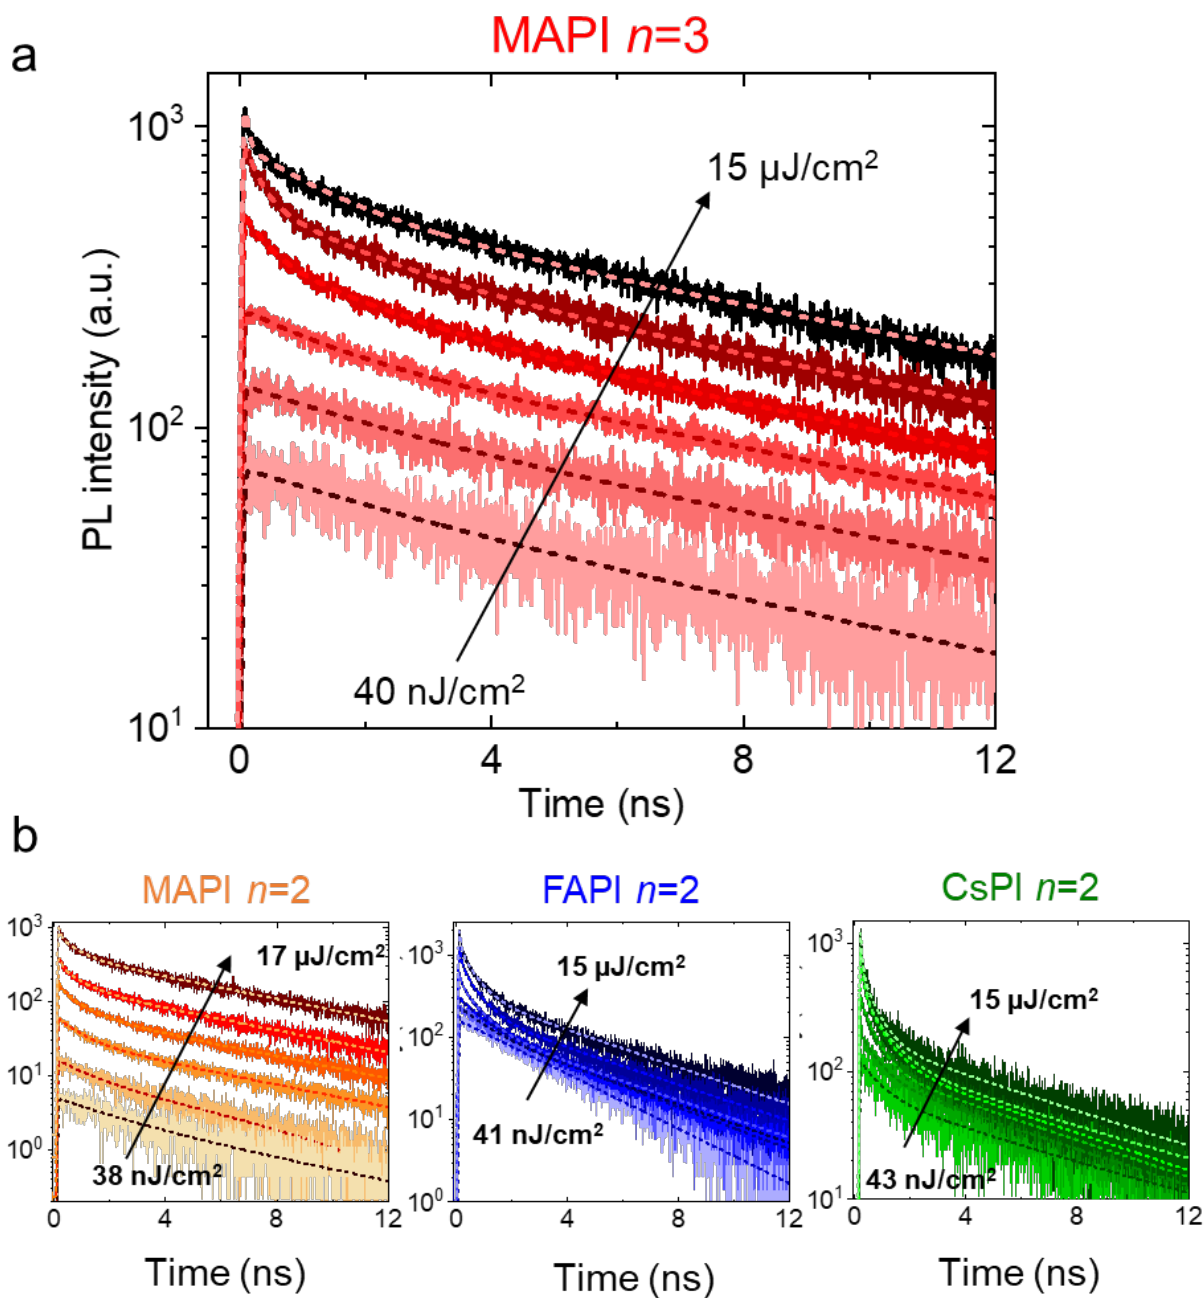 a
MAPI n=3
PL intensity (a.u.)
10³
10²
10¹
15 µJ/cm²
40 nJ/cm²
0 4 8 12
Time (ns)
b
MAPI n=2
10³
10²
10¹
10⁰
17 µJ/cm²
38 nJ/cm²
0 4 8 12
Time (ns)
FAPI n=2
10³
10²
10¹
10⁰
15 µJ/cm²
41 nJ/cm²
0 4 8 12
Time (ns)
CsPI n=2
10³
10²
10¹
15 µJ/cm²
43 nJ/cm²
0 4 8 12
Time (ns)